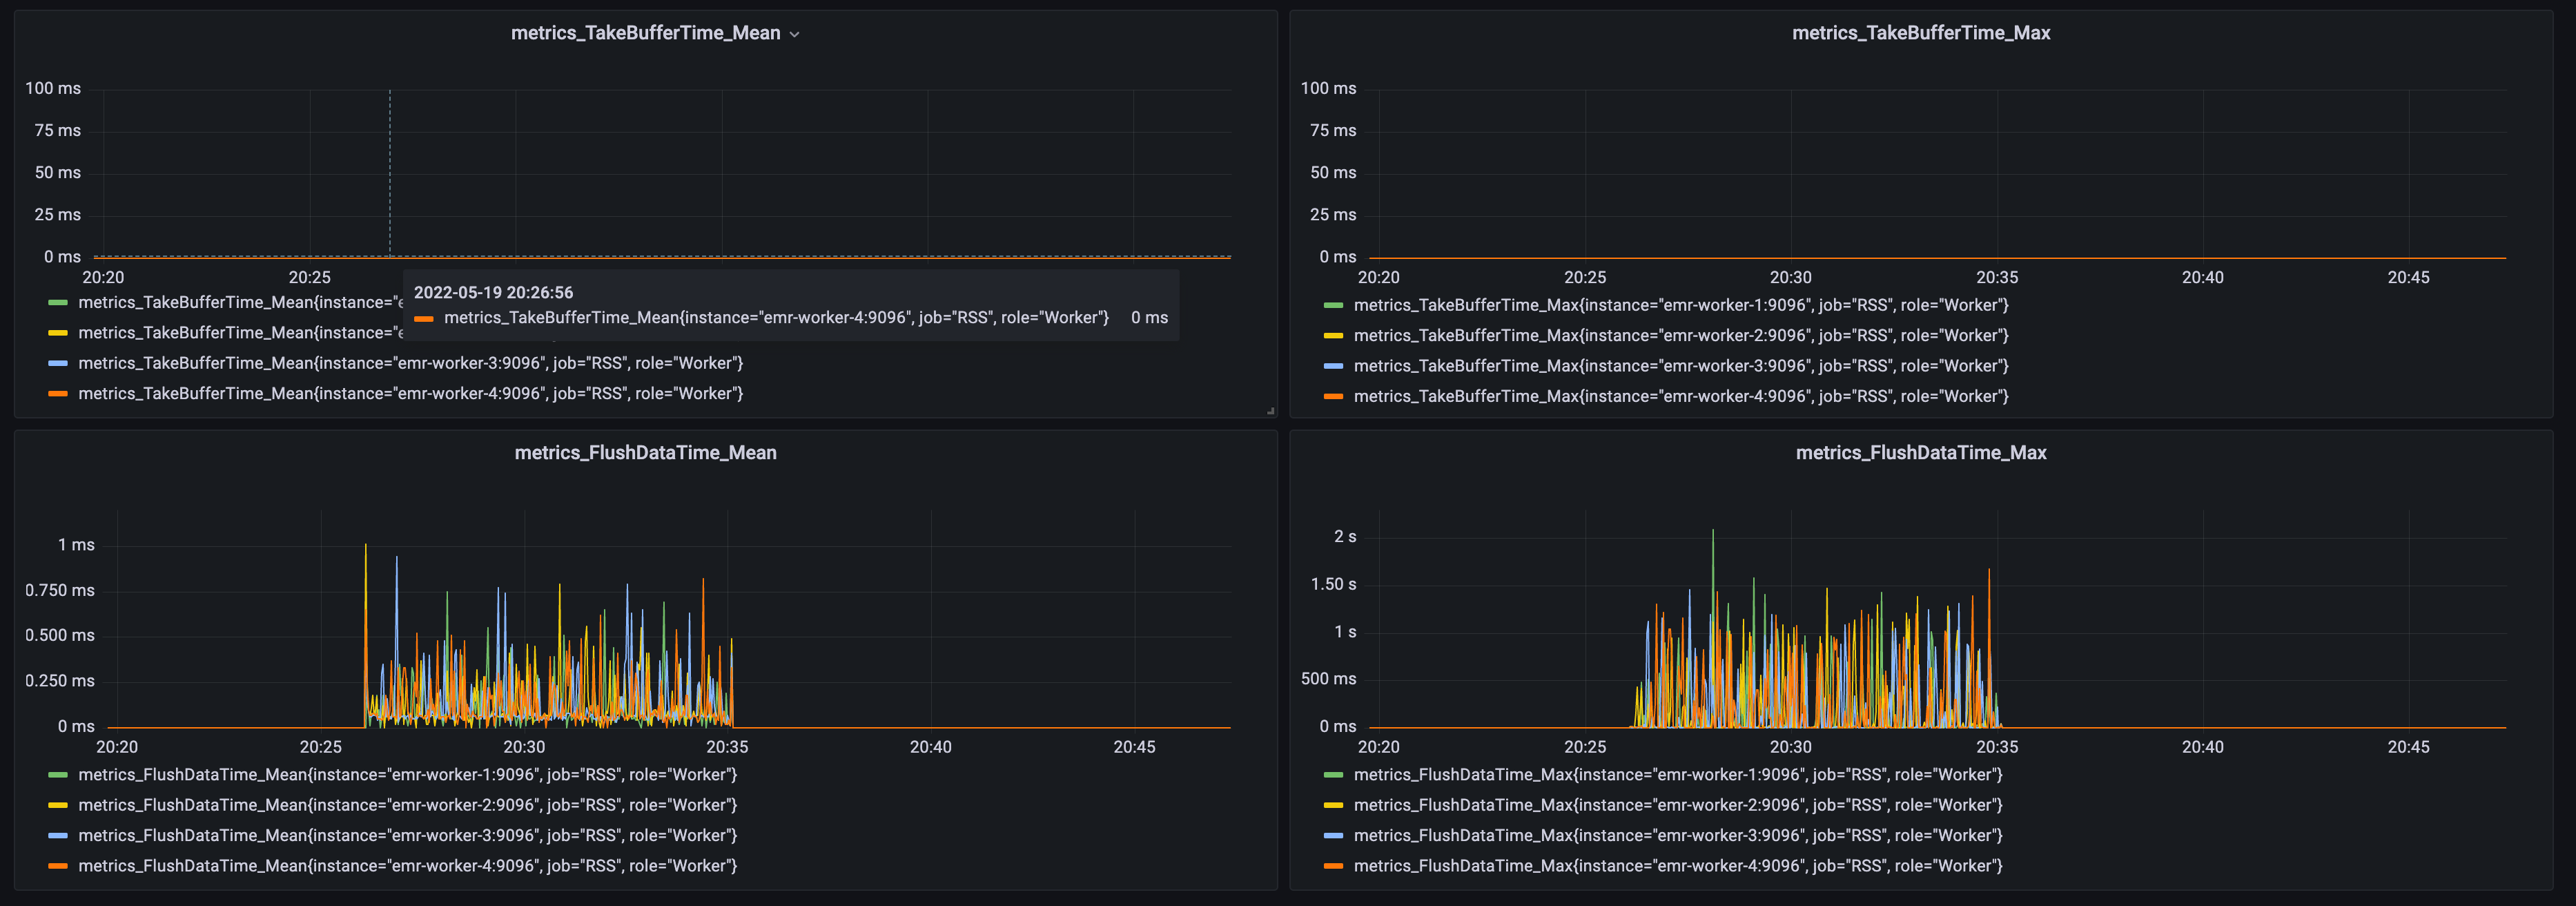 metrics_TakeBufferTime_Mean
100 ms
75 ms
50 ms
25 ms
0 ms
20:20 20:25
metrics_TakeBufferTime_Mean{instance="e
metrics_TakeBufferTime_Mean{instance="e
metrics_TakeBufferTime_Mean{instance="emr-worker-3:9096", job="RSS", role="Worker"}
metrics_TakeBufferTime_Mean{instance="emr-worker-4:9096", job="RSS", role="Worker"}
2022-05-19 20:26:56
metrics_TakeBufferTime_Mean{instance="emr-worker-4:9096", job="RSS", role="Worker"} 0 ms
metrics_TakeBufferTime_Max
100 ms
75 ms
50 ms
25 ms
0 ms
20:20 20:25 20:30 20:35 20:40 20:45
metrics_TakeBufferTime_Max{instance="emr-worker-1:9096", job="RSS", role="Worker"}
metrics_TakeBufferTime_Max{instance="emr-worker-2:9096", job="RSS", role="Worker"}
metrics_TakeBufferTime_Max{instance="emr-worker-3:9096", job="RSS", role="Worker"}
metrics_TakeBufferTime_Max{instance="emr-worker-4:9096", job="RSS", role="Worker"}
metrics_FlushDataTime_Mean
1 ms
0.750 ms
0.500 ms
0.250 ms
0 ms
20:20 20:25 20:30 20:35 20:40 20:45
metrics_FlushDataTime_Mean{instance="emr-worker-1:9096", job="RSS", role="Worker"}
metrics_FlushDataTime_Mean{instance="emr-worker-2:9096", job="RSS", role="Worker"}
metrics_FlushDataTime_Mean{instance="emr-worker-3:9096", job="RSS", role="Worker"}
metrics_FlushDataTime_Mean{instance="emr-worker-4:9096", job="RSS", role="Worker"}
metrics_FlushDataTime_Max
2 s
1.50 s
1 s
500 ms
0 ms
20:20 20:25 20:30 20:35 20:40 20:45
metrics_FlushDataTime_Max{instance="emr-worker-1:9096", job="RSS", role="Worker"}
metrics_FlushDataTime_Max{instance="emr-worker-2:9096", job="RSS", role="Worker"}
metrics_FlushDataTime_Max{instance="emr-worker-3:9096", job="RSS", role="Worker"}
metrics_FlushDataTime_Max{instance="emr-worker-4:9096", job="RSS", role="Worker"}